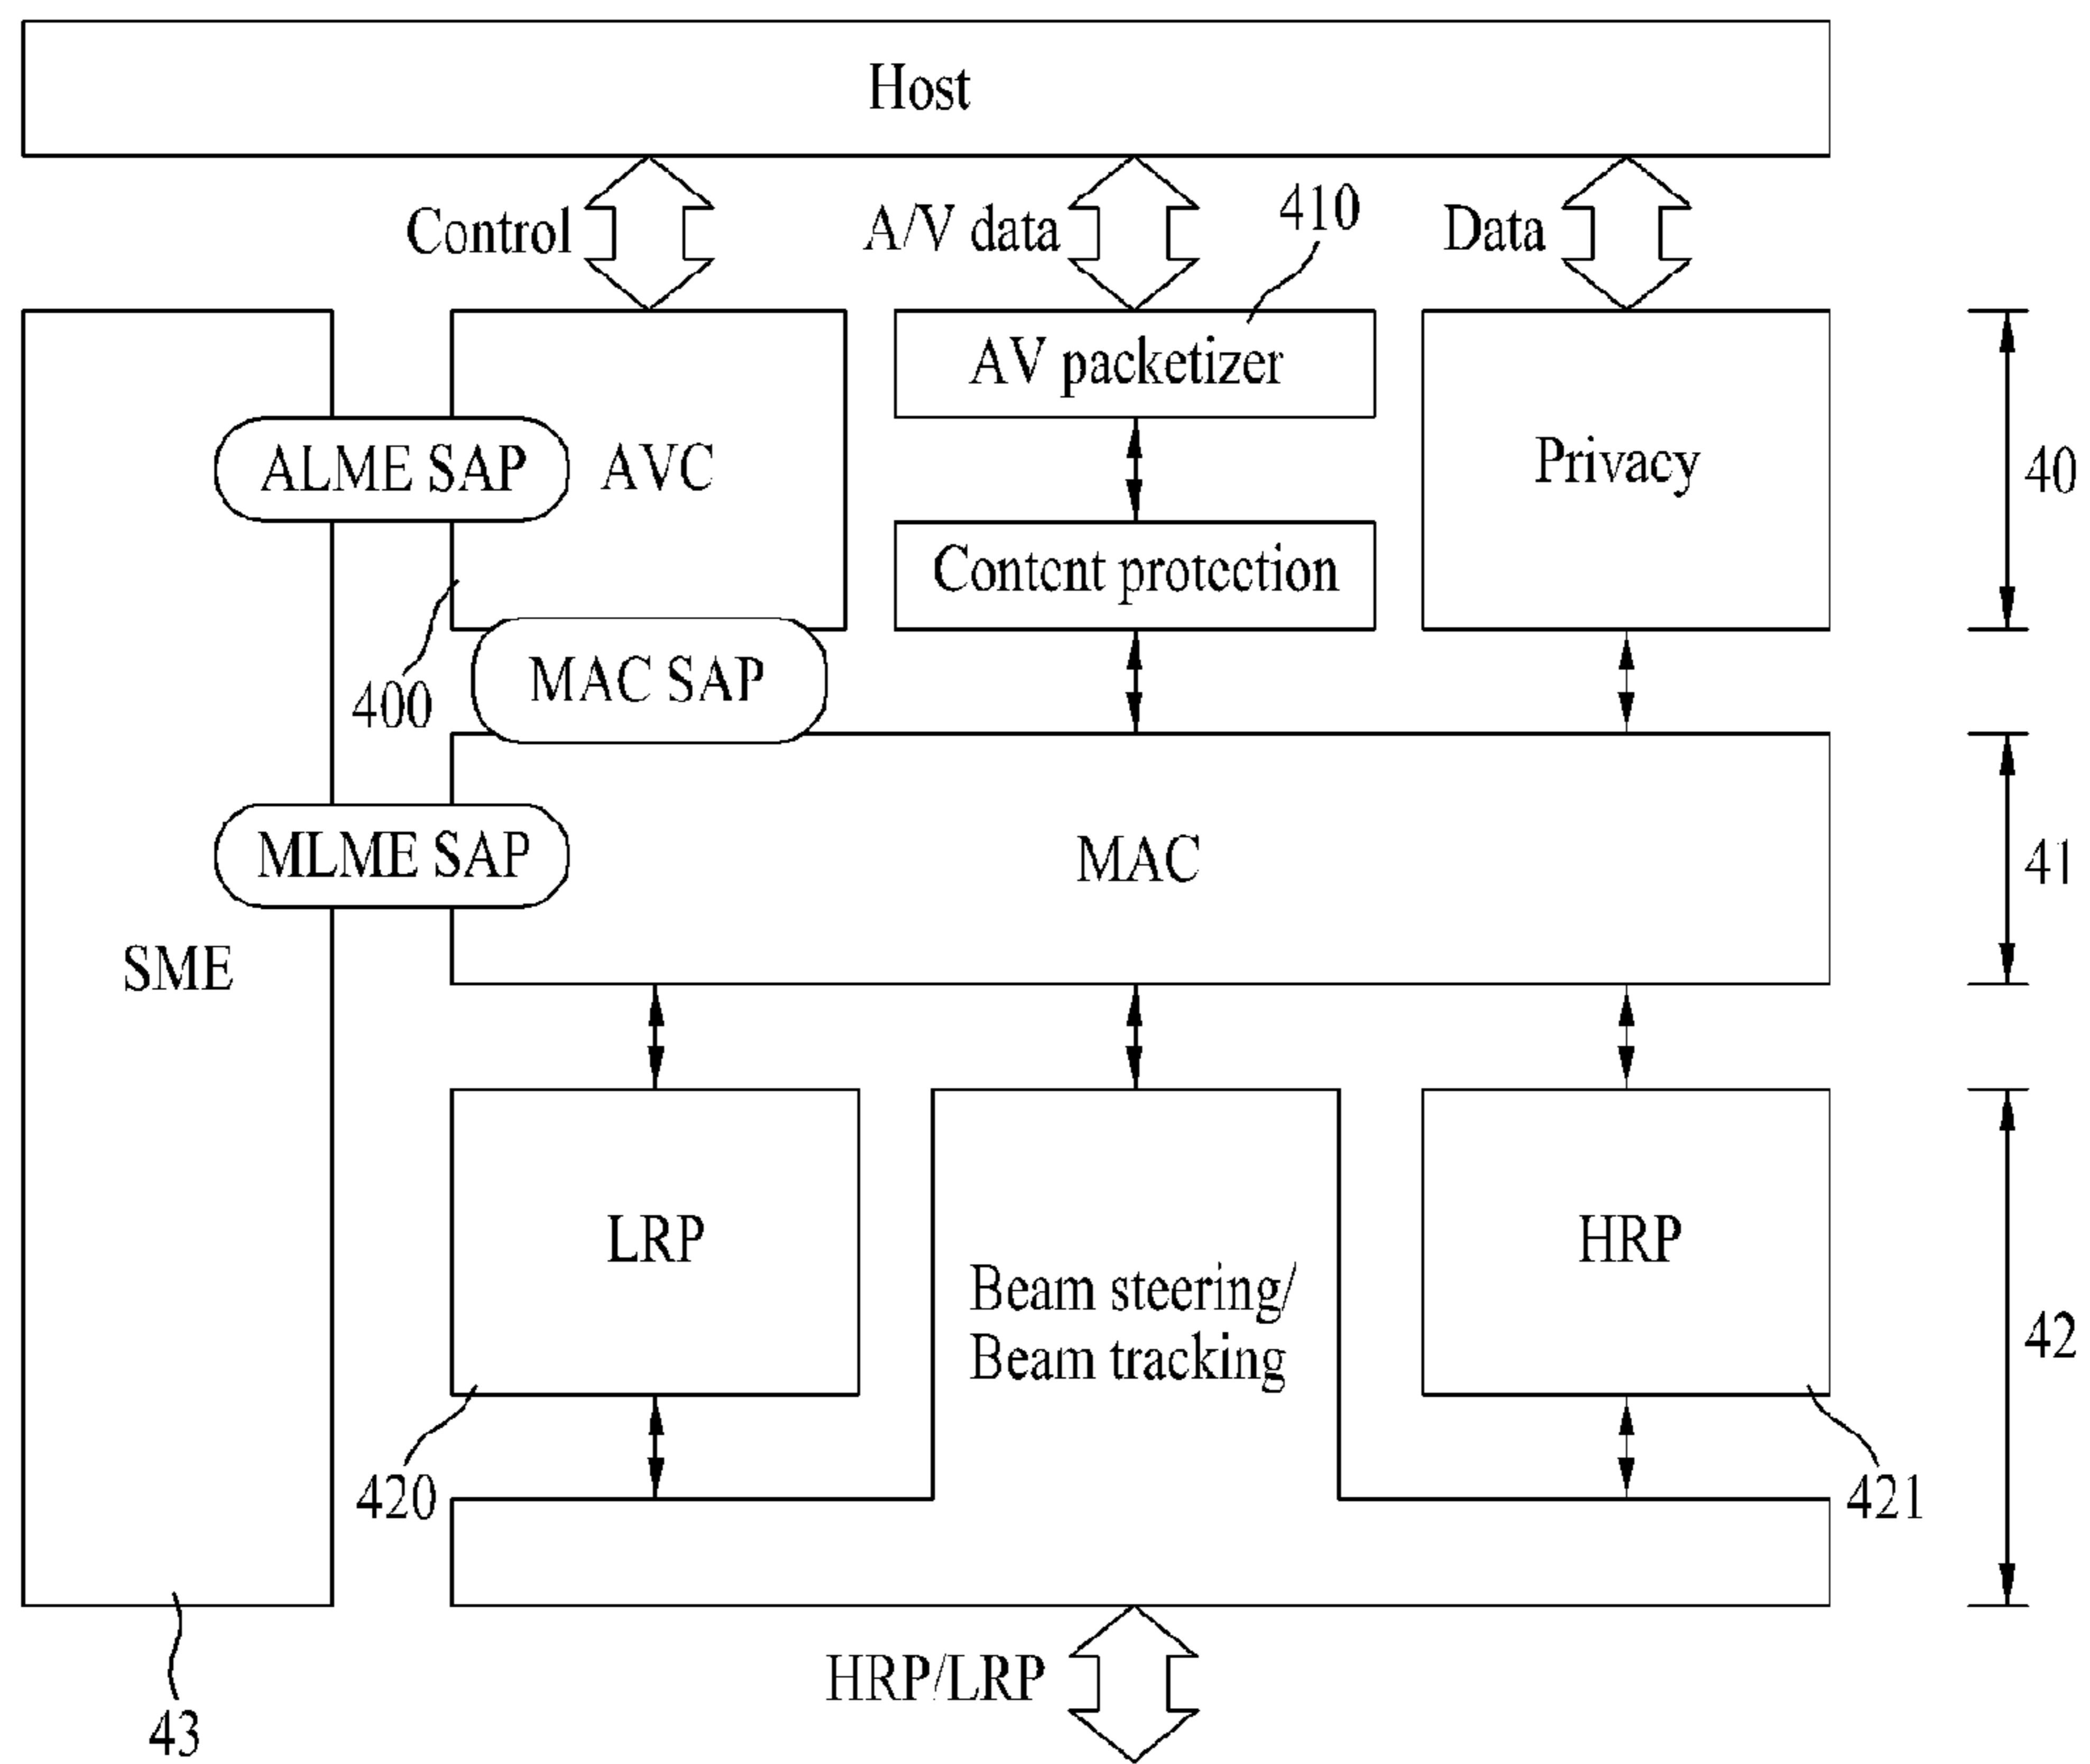 Host
Control
A/V data
410
Data
AV packetizer
ALME SAP
AVC
Privacy
40
Content protection
400
MAC SAP
MLME SAP
MAC
41
SME
LRP
HRP
Beam steering/
Beam tracking
42
420
421
HRP/LRP
43